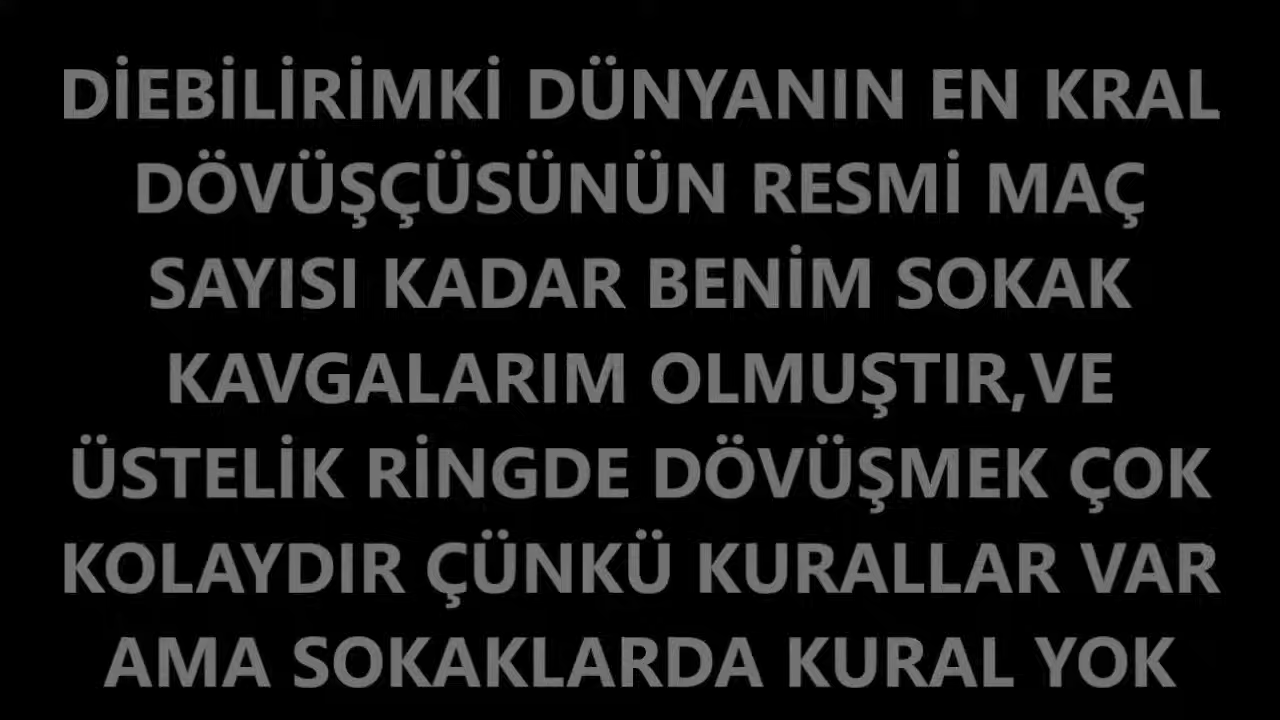 DİEBİLİRİMKİ DÜNYANIN EN KRAL
DÖVÜŞÇÜSÜNÜN RESMİ MAÇ
SAYISI KADAR BENİM SOKAK
KAVGALARIM OLMUŞTIR,VE
ÜSTELİK RİNGDE DÖVÜŞMEK ÇOK
KOLAYDIR ÇÜNKÜ KURALLAR VAR
AMA SOKAKLARDA KURAL YOK